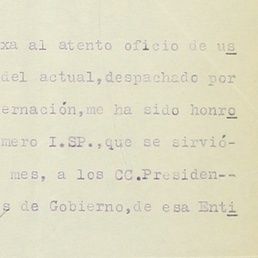 xa al atento oficio de us
del actual,despachado por
ernación,me ha sido honro
mero I.SP.,que se sirvió-
mes, a los CC.Presiden--
s de Gobierno,de esa Enti